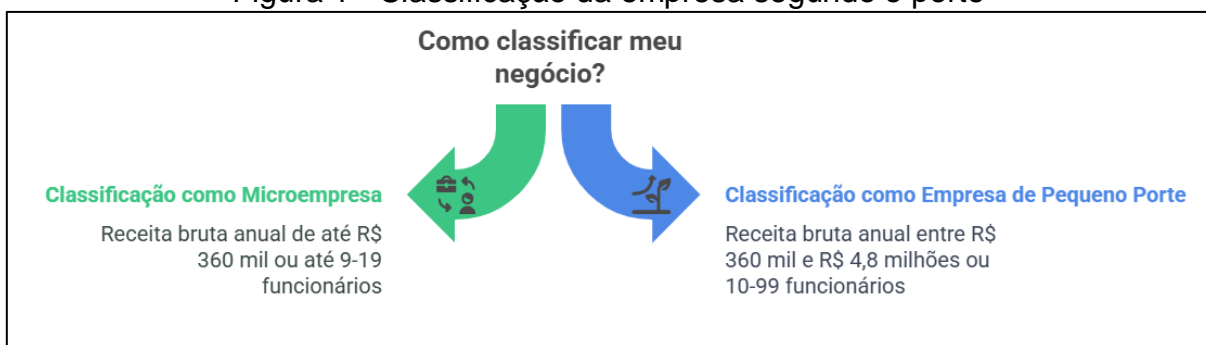 Como classificar meu
negócio?
Classificação como Microempresa
Receita bruta anual de até R$
360 mil ou até 9-19
funcionários
Classificação como Empresa de Pequeno Porte
Receita bruta anual entre R$
360 mil e R$ 4,8 milhões ou
10-99 funcionários